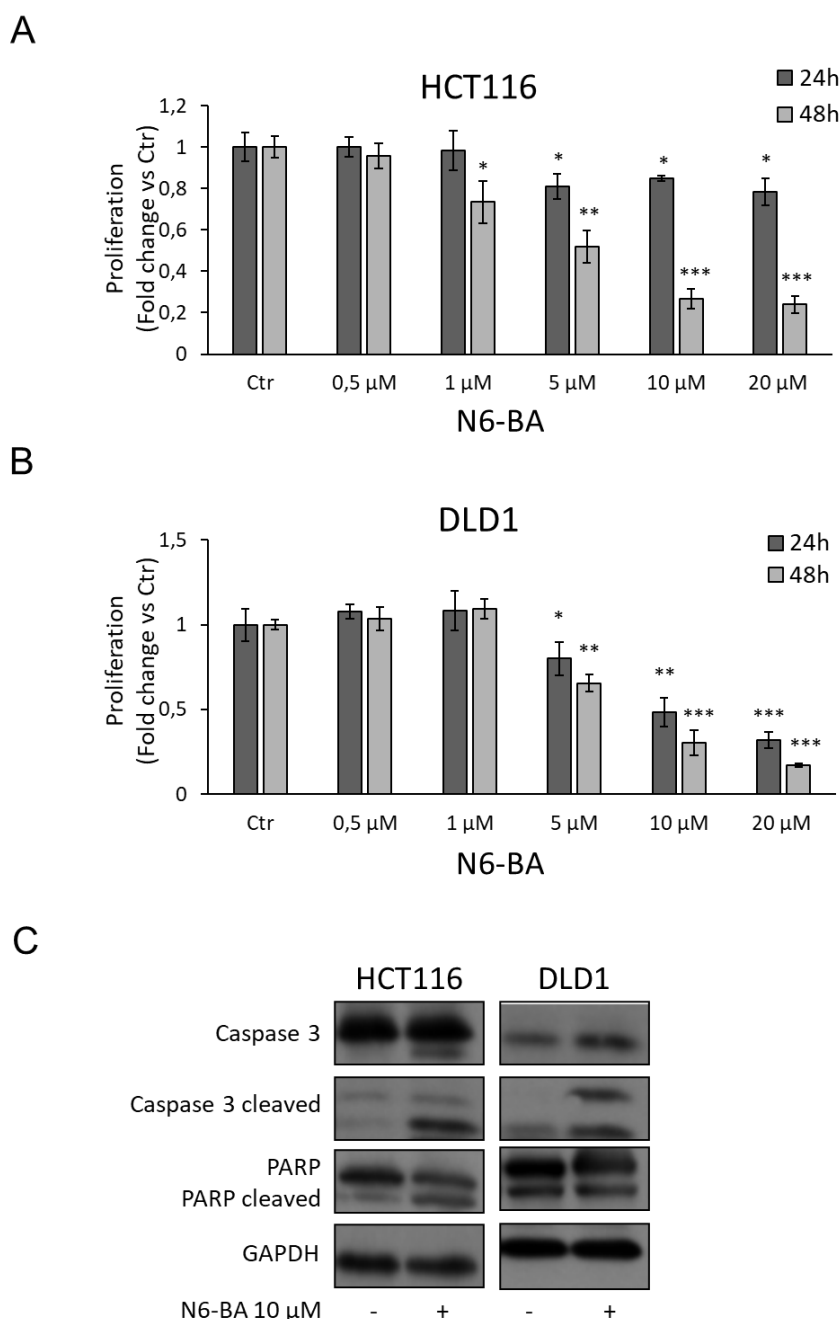 A
HCT116
24h
48h
Proliferation
(Fold change vs Ctr)
1,2
1
0,8
0,6
0,4
0,2
0
*
**
*
*
***
*
***
Ctr
0,5 µM
1 µM
5 µM
10 µM
20 µM
N6-BA
B
DLD1
24h
48h
Proliferation
(Fold change vs Ctr)
1,5
1
0,5
0
*
**
**
***
***
***
Ctr
0,5 µM
1 µM
5 µM
10 µM
20 µM
N6-BA
C
HCT116 DLD1
Caspase 3
Caspase 3 cleaved
PARP
PARP cleaved
GAPDH
N6-BA 10 µM - + - +